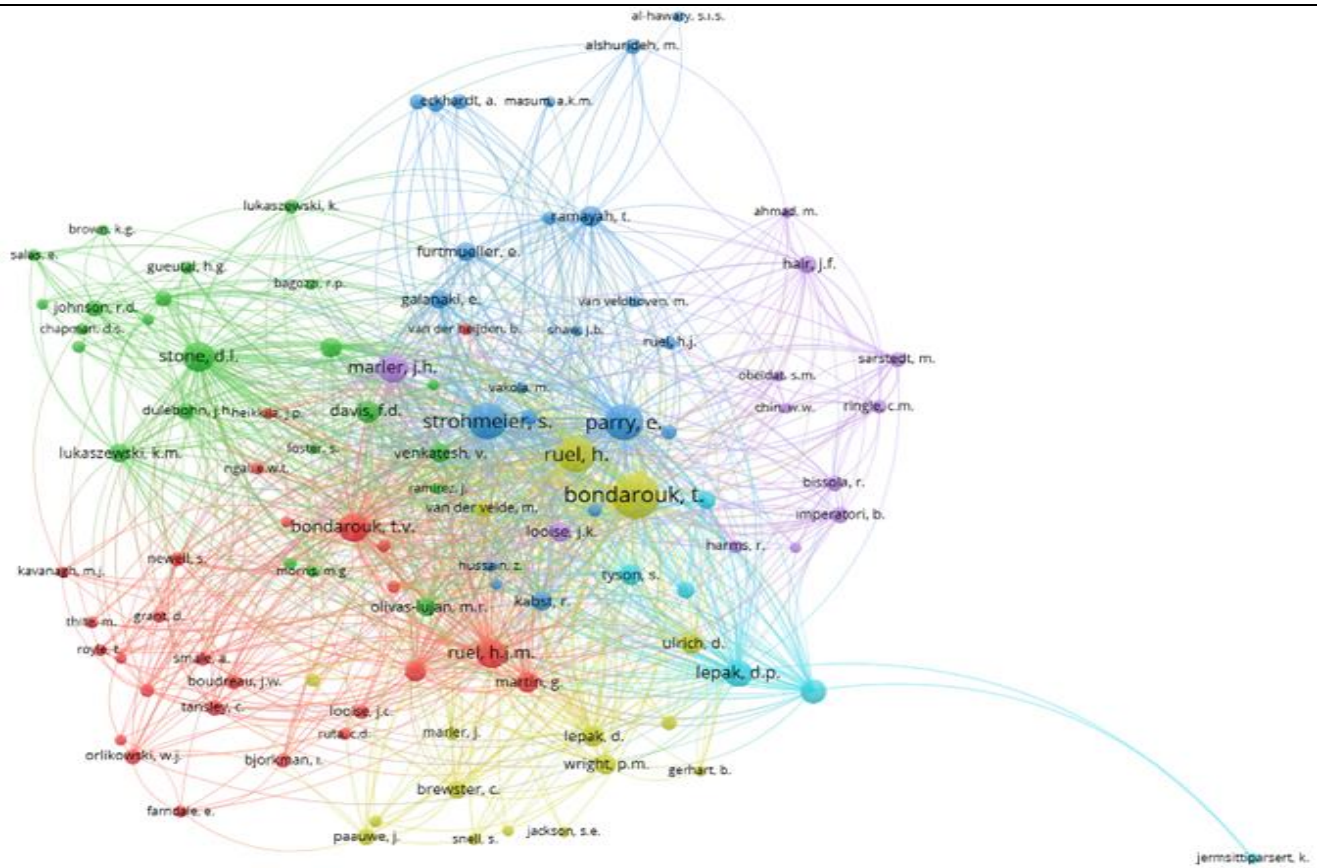 al-hawary, s.i.s.
alshurideh, m.
eckhardt, a.
masum, a.k.m.
lukaszewski, k.
ramayah, t.
ahmad, m.
brown, k.g.
salas, e.
furtmueller, e.
gueutal, h.g.
hair, j.f.
bagozzi, r.p.
galanaki, e.
van veldhoven, m.
johnson, r.d.
chapman, d.s.
van der heijden, b.
shaw, j.b.
ruel, h.j.
stone, d.l.
sarstedt, m.
marler, j.h.
obeidat, s.m.
vakola, m.
dulebohn, j.h.
heikkila, j.p.
davis, f.d.
chin, w.w.
ringle, c.m.
strohmeier, s.
parry, e.
foster, s.
lukaszewski, k.m.
venkatesh, v.
ruel, h.
ngai, e.w.t.
bissola, r.
ramirez, j.
bondarouk, t.
van der velde, m.
imperatori, b.
bondarouk, t.v.
looise, j.k.
harms, r.
newell, s.
hussain, z.
kavanagh, m.j.
morris, m.g.
tyson, s.
olivas-lujan, m.r.
kabst, r.
thite, m.
grant, d.
ulrich, d.
royle, t.
smale, a.
ruel, h.j.m.
lepak, d.p.
boudreau, j.w.
martin, g.
tansley, c.
looise, j.c.
ruta, c.d.
marler, j.
lepak, d.
orlikowski, w.j.
bjorkman, i.
wright, p.m.
gerhart, b.
brewster, c.
farndale, e.
paauwe, j.
snell, s.
jackson, s.e.
jermsittiparsert, k.